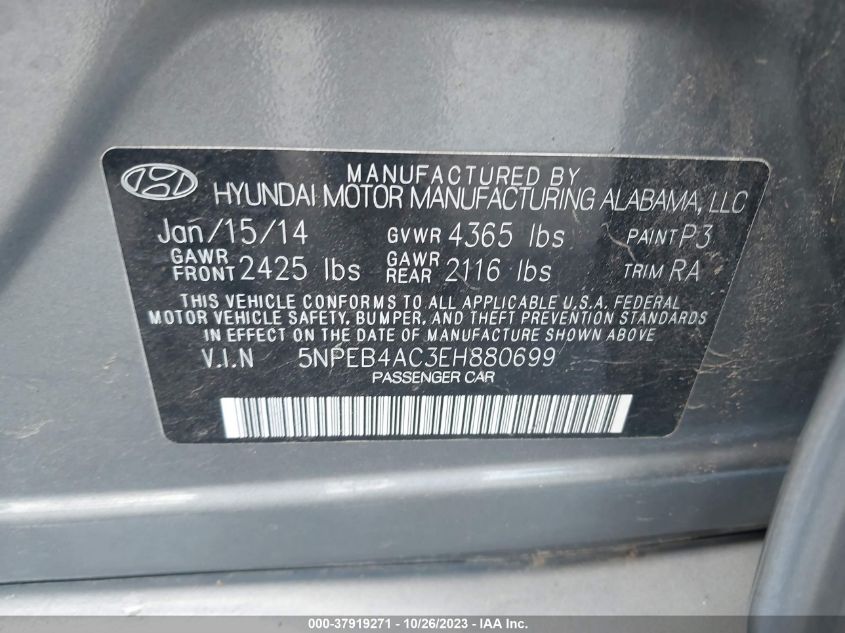 MANUFACTURED BY
HYUNDAI MOTOR MANUFACTURING ALABAMA, LLC
Jan/15/14 GVWR 4365 lbs PAINT P3
GAWR FRONT 2425 lbs GAWR REAR 2116 lbs TRIM RA
THIS VEHICLE CONFORMS TO ALL APPLICABLE U.S.A. FEDERAL
MOTOR VEHICLE SAFETY, BUMPER, AND THEFT PREVENTION STANDARDS
IN EFFECT ON THE DATE OF MANUFACTURE SHOWN ABOVE
V.I.N 5NPEB4AC3EH880699
PASSENGER CAR
000-37919271 - 10/26/2023 - IAA Inc.